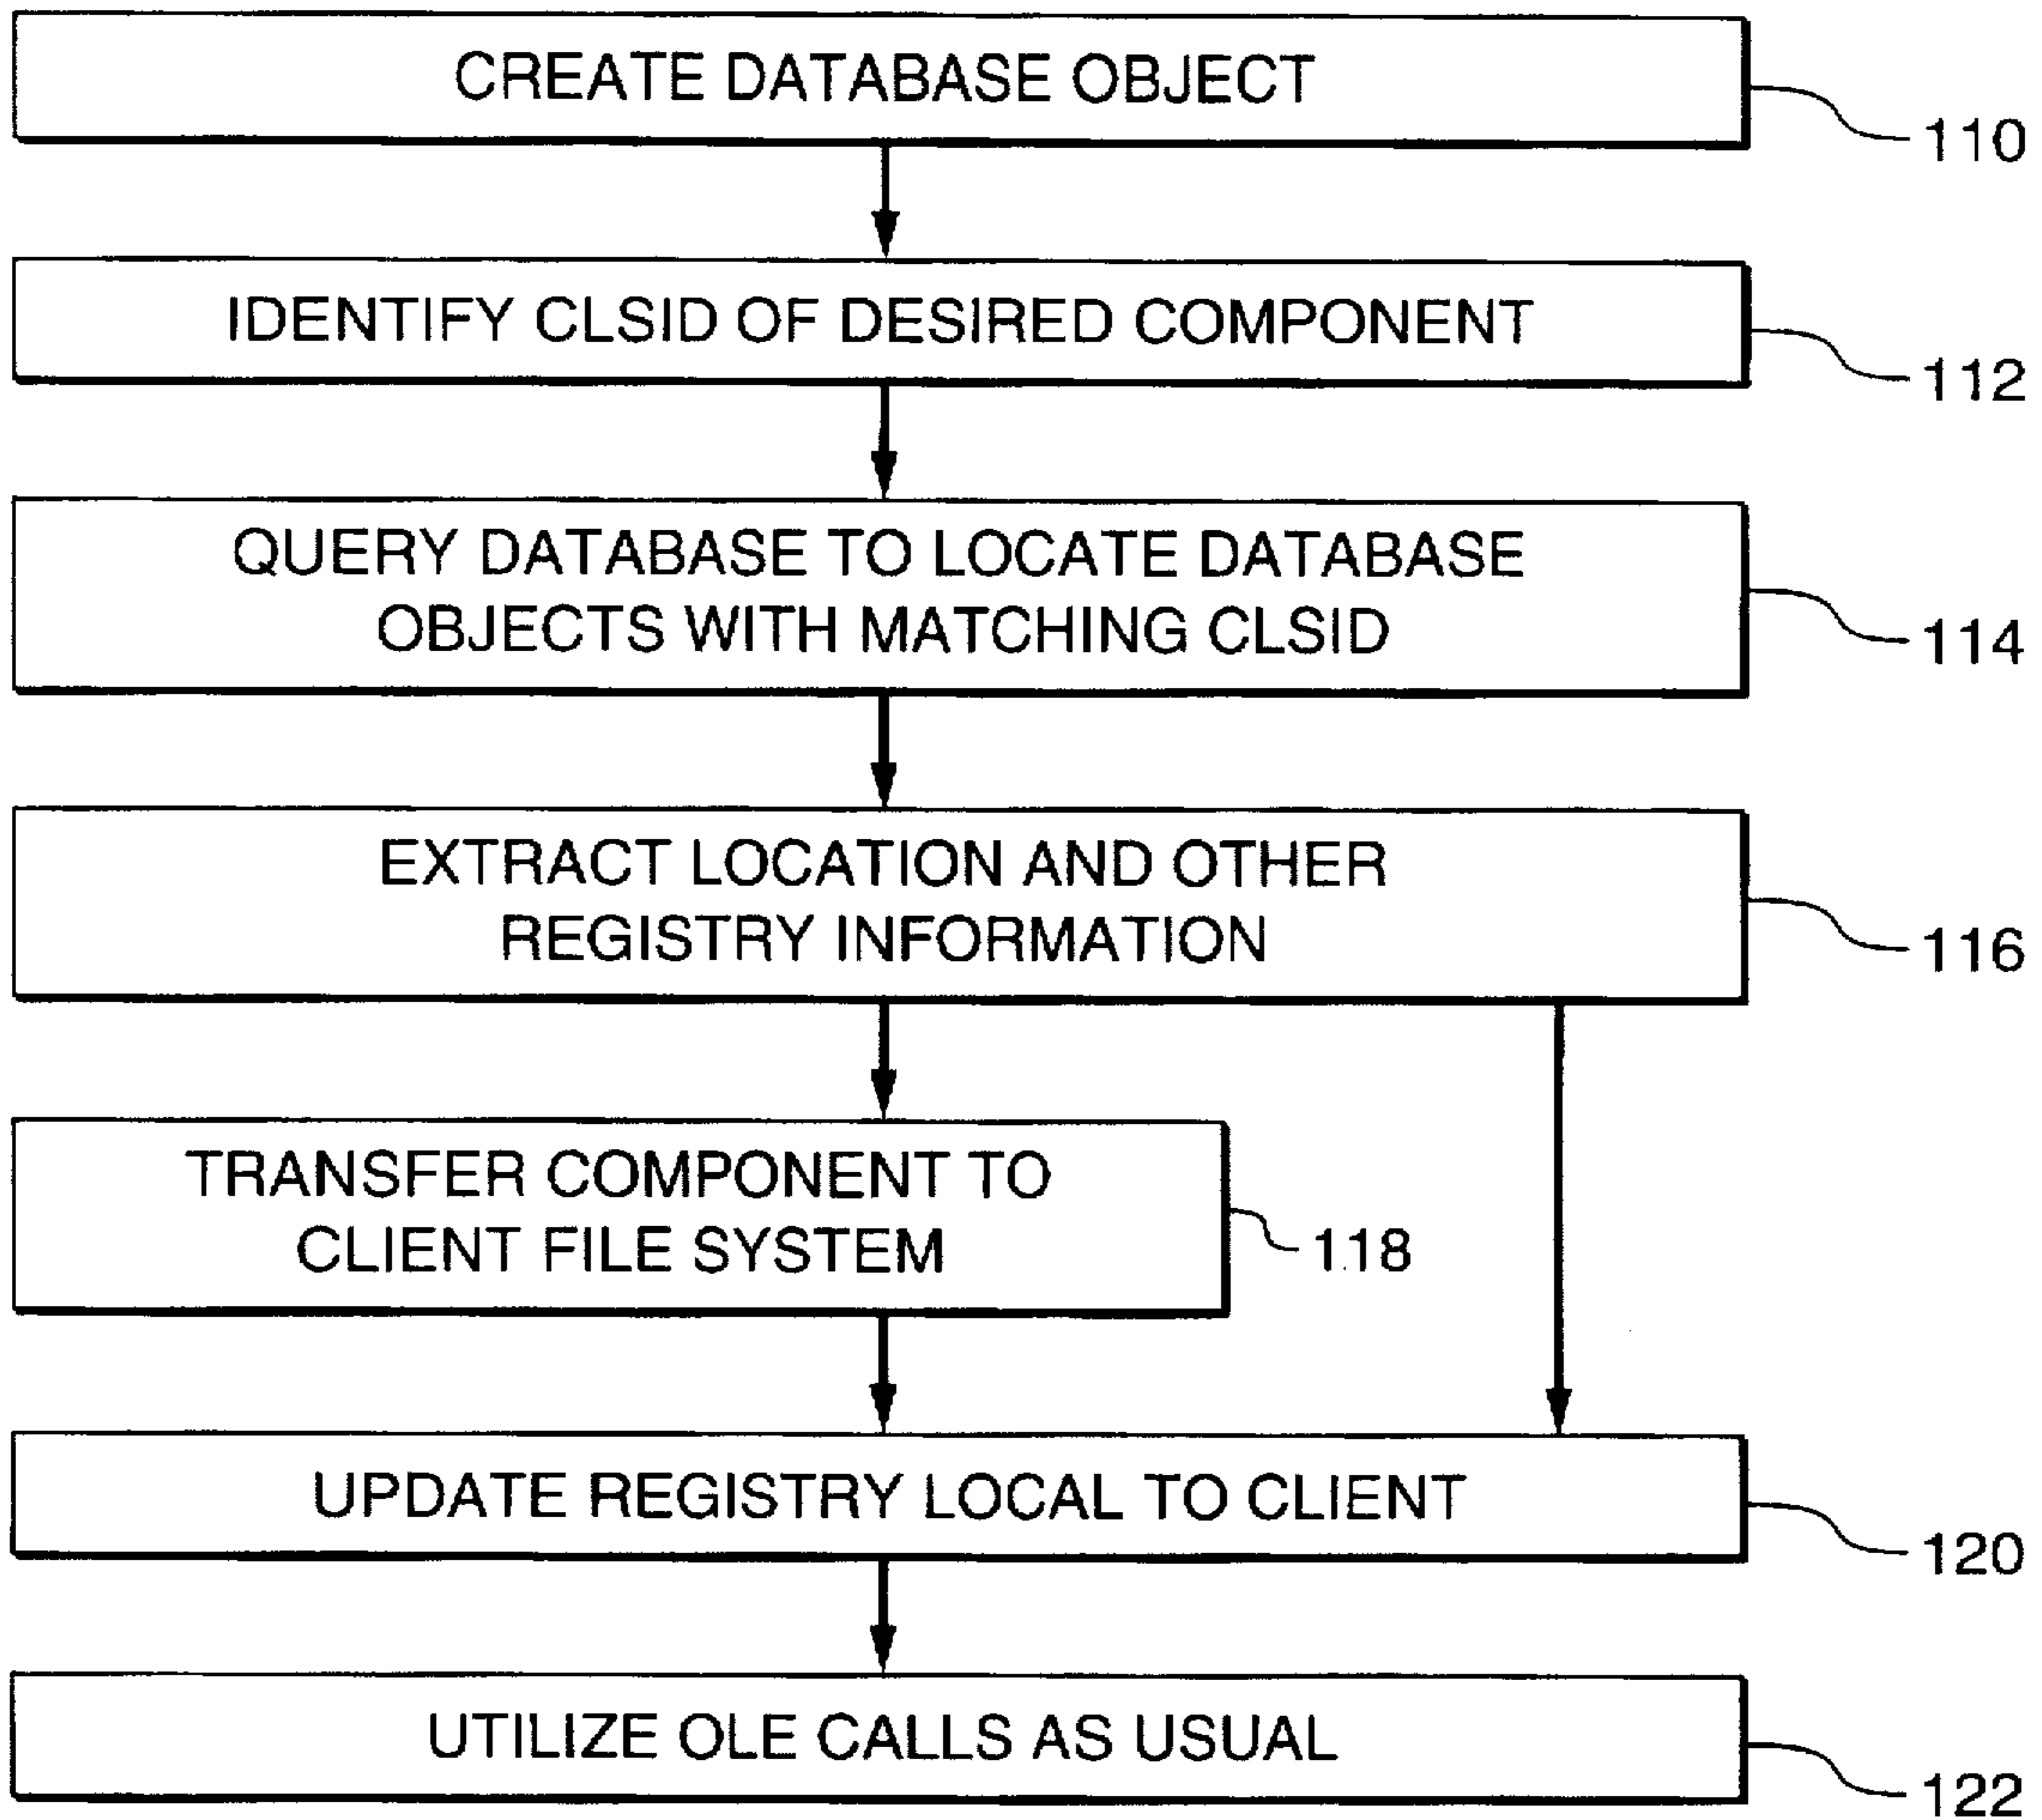 CREATE DATABASE OBJECT
110
IDENTIFY CLSID OF DESIRED COMPONENT
112
QUERY DATABASE TO LOCATE DATABASE
OBJECTS WITH MATCHING CLSID
114
EXTRACT LOCATION AND OTHER
REGISTRY INFORMATION
116
TRANSFER COMPONENT TO
CLIENT FILE SYSTEM
118
UPDATE REGISTRY LOCAL TO CLIENT
120
UTILIZE OLE CALLS AS USUAL
122